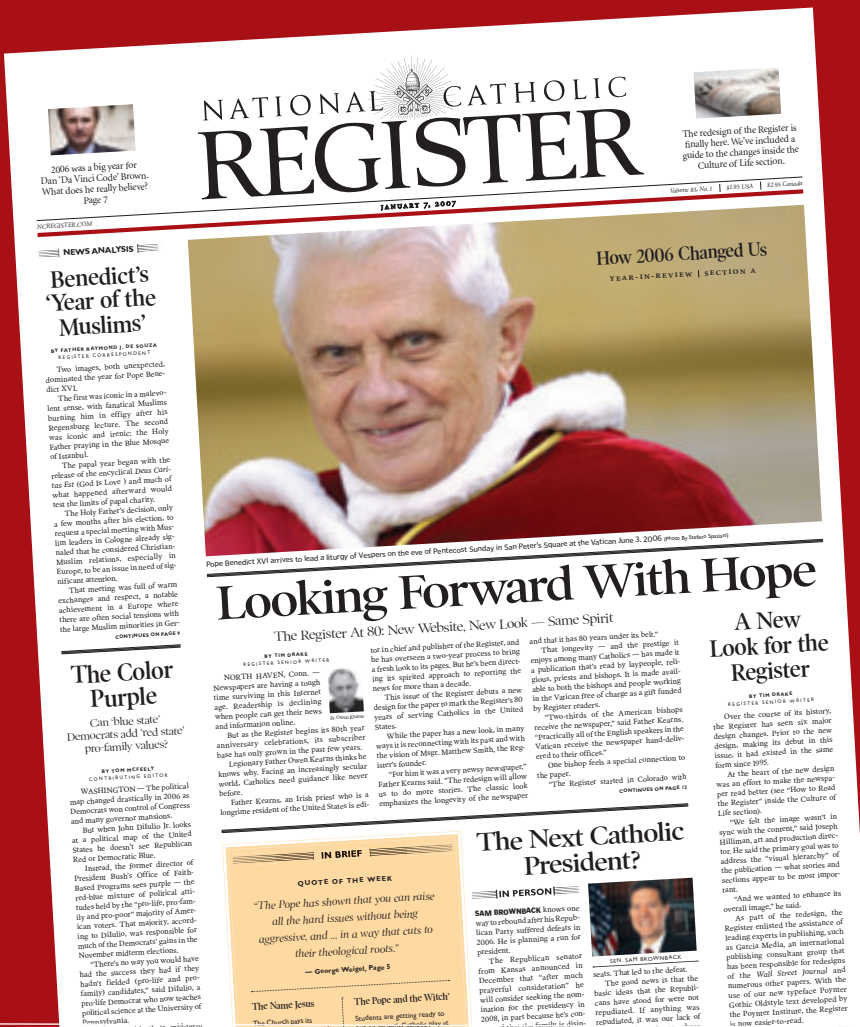 NATIONAL CATHOLIC
REGISTER
2006 was a big year for
Dan ‘Da Vinci Code’ Brown.
What does he really believe?
Page 7
The redesign of the Register is
finally here. We’ve included a
guide to the changes inside the
Culture of Life section.
NCREGISTER.COM
JANUARY 7, 2007
Volume 83, No. 1 | $1.95 USA | $2.95 Canada
NEWS ANALYSIS
Benedict’s
‘Year of the
Muslims’
BY FATHER RAYMOND J. DE SOUZA
REGISTER CORRESPONDENT
Two images, both unexpected,
dominated the year for Pope Bene-
dict XVI.
The first was iconic in a malevo-
lent sense, with fanatical Muslims
burning him in effigy after his
Regensburg lecture. The second
was iconic and irenic: the Holy
Father praying in the Blue Mosque
of Istanbul.
The papal year began with the
release of the encyclical Deus Cari-
tas Est (God Is Love ) and much of
what happened afterward would
test the limits of papal charity.
The Holy Father’s decision, only
a few months after his election, to
request a special meeting with Mus-
lim leaders in Cologne already sig-
naled that he considered Christian-
Muslim relations, especially in
Europe, to be an issue in need of sig-
nificant attention.
That meeting was full of warm
exchanges and respect, a notable
achievement in a Europe where
there are often social tensions with
the large Muslim minorities in Ger-
CONTINUES ON PAGE 9
The Color
Purple
Can ‘blue state’
Democrats add ‘red state’
pro-family values?
BY TOM MCFEELY
CONTRIBUTING EDITOR
WASHINGTON — The political
map changed drastically in 2006 as
Democrats won control of Congress
and many governor mansions.
But when John DiIulio Jr. looks
at a political map of the United
States he doesn’t see Republican
Red or Democratic Blue.
Instead, the former director of
President Bush’s Office of Faith-
Based Programs sees purple — the
red-blue mixture of political atti-
tudes held by the “pro-life, pro-fam-
ily and pro-poor” majority of Amer-
ican voters. That majority, accord-
ing to DiIulio, was responsible for
much of the Democrats’ gains in the
November midterm elections.
“There’s no way you would have
had the success they had if they
hadn’t fielded (pro-life and pro-
family) candidates,” said DiIulio, a
pro-life Democrat who now teaches
political science at the University of
Pennsylvania.
How 2006 Changed Us
YEAR-IN-REVIEW | SECTION A
Pope Benedict XVI arrives to lead a liturgy of Vespers on the eve of Pentecost Sunday in San Peter's Square at the Vatican June 3. 2006 (Photo By Stefano Spaziani)
Looking Forward With Hope
The Register At 80: New Website, New Look — Same Spirit
BY TIM DRAKE
REGISTER SENIOR WRITER
NORTH HAVEN, Conn. —
Newspapers are having a tough
time surviving in this Internet
age. Readership is declining
when people can get their news
and information online.
Fr. Owen Kearns
But as the Register begins its 80th year
anniversary celebrations, its subscriber
base has only grown in the past few years.
Legionary Father Owen Kearns thinks he
knows why. Facing an increasingly secular
world, Catholics need guidance like never
before.
Father Kearns, an Irish priest who is a
longtime resident of the United States is edi-
tor in chief and publisher of the Register, and
he has overseen a two-year process to bring
a fresh look to its pages. But he’s been direct-
ing its spirited approach to reporting the
news for more than a decade.
This issue of the Register debuts a new
design for the paper to mark the Register’s 80
years of serving Catholics in the United
States.
While the paper has a new look, in many
ways it is reconnecting with its past and with
the vision of Msgr. Matthew Smith, the Reg-
ister’s founder.
“For him it was a very newsy newspaper,”
Father Kearns said. “The redesign will allow
us to do more stories. The classic look
emphasizes the longevity of the newspaper
and that it has 80 years under its belt.”
That longevity — and the prestige it
enjoys among many Catholics — has made it
a publication that’s read by laypeople, reli-
gious, priests and bishops. It is made avail-
able to both the bishops and people working
in the Vatican free of charge as a gift funded
by Register readers.
“Two-thirds of the American bishops
receive the newspaper,” said Father Kearns.
“Practically all of the English speakers in the
Vatican receive the newspaper hand-deliv-
ered to their offices.”
One bishop feels a special connection to
the paper.
“The Register started in Colorado with
CONTINUES ON PAGE 12
A New
Look for the
Register
BY TIM DRAKE
REGISTER SENIOR WRITER
Over the course of its history,
the Register has seen six major
design changes. Prior to the new
design, making its debut in this
issue, it had existed in the same
form since 1995.
At the heart of the new design
was an effort to make the newspa-
per read better (see “How to Read
the Register” inside the Culture of
Life section).
“We felt the image wasn’t in
sync with the content,” said Joseph
Hilliman, art and production direc-
tor. He said the primary goal was to
address the “visual hierarchy” of
the publication — what stories and
sections appear to be most impor-
tant.
“And we wanted to enhance its
overall image,” he said.
As part of the redesign, the
Register enlisted the assistance of
leading experts in publishing, such
as Garcia Media, an international
publishing consultant group that
has been responsible for redesigns
of the Wall Street Journal and
numerous other papers. With the
use of our new typeface Poynter
Gothic Oldstyle text developed by
the Poynter Institute, the Register
is now easier-to-read.
IN BRIEF
QUOTE OF THE WEEK
“The Pope has shown that you can raise
all the hard issues without being
aggressive, and ... in a way that cuts to
their theological roots.”
— George Weigel, Page 5
The Name Jesus
The Church pays its
The Pope and the Witch’
Students are getting ready to
The Next Catholic
President?
IN PERSON
SAM BROWNBACK knows one
way to rebound after his Repub-
lican Party suffered defeats in
2006. He is planning a run for
president.
The Republican senator
from Kansas announced in
December that “after much
prayerful consideration” he
will consider seeking the nom-
ination for the presidency in
2008, in part because he’s con-
SEN. SAM BROWNBACK
seats. That led to the defeat.
The good news is that the
basic ideas that the Republi-
cans have stood for were not
repudiated. If anything was
repudiated, it was our lack of